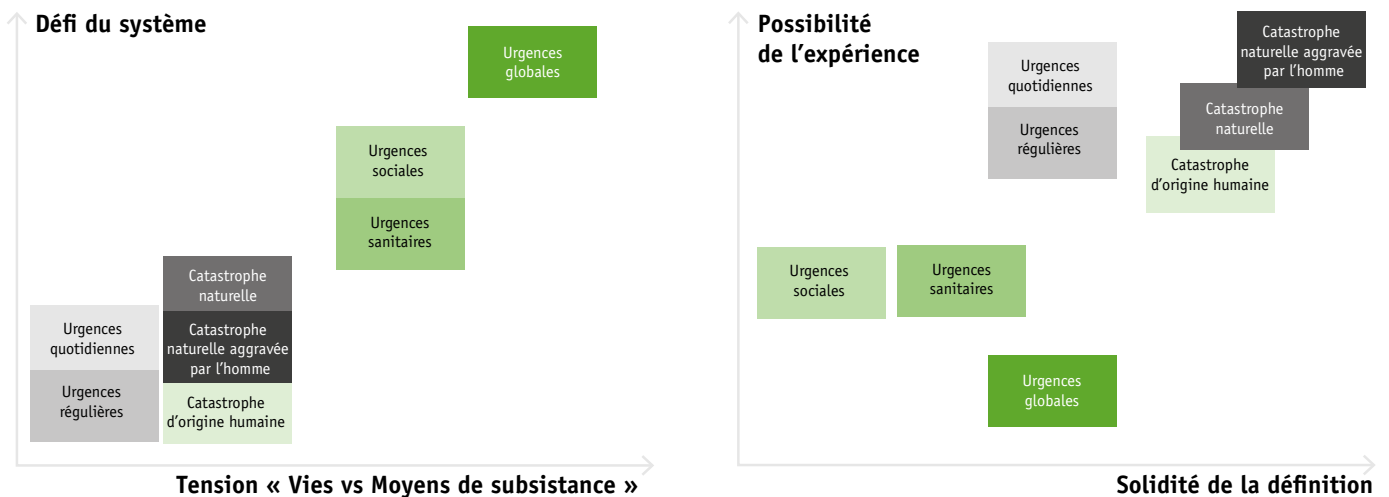 Défi du système
Urgences
globales
Urgences
sociales
Urgences
sanitaires
Catastrophe
naturelle
Urgences
quotidiennes
Catastrophe
naturelle aggravée
par l’homme
Urgences
régulières
Catastrophe
d’origine humaine
Tension « Vies vs Moyens de subsistance »
Possibilité
de l’expérience
Catastrophe
naturelle aggravée
par l’homme
Urgences
quotidiennes
Catastrophe
naturelle
Urgences
régulières
Catastrophe
d’origine humaine
Urgences
sociales
Urgences
sanitaires
Urgences
globales
Solidité de la définition